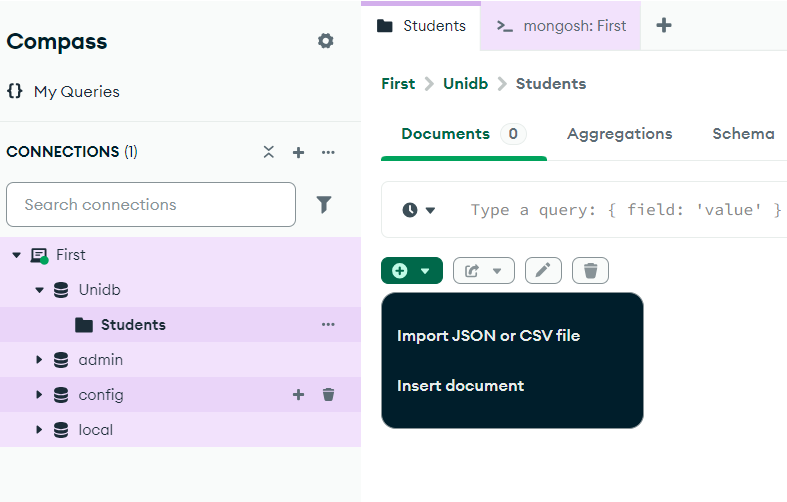 Compass
{} My Queries
CONNECTIONS (1)
Search connections
First
Unidb
Students
admin
config
local
Students
mongosh: First
First > Unidb > Students
Documents 0
Aggregations
Schema
Type a query: { field: 'value' }
Import JSON or CSV file
Insert document